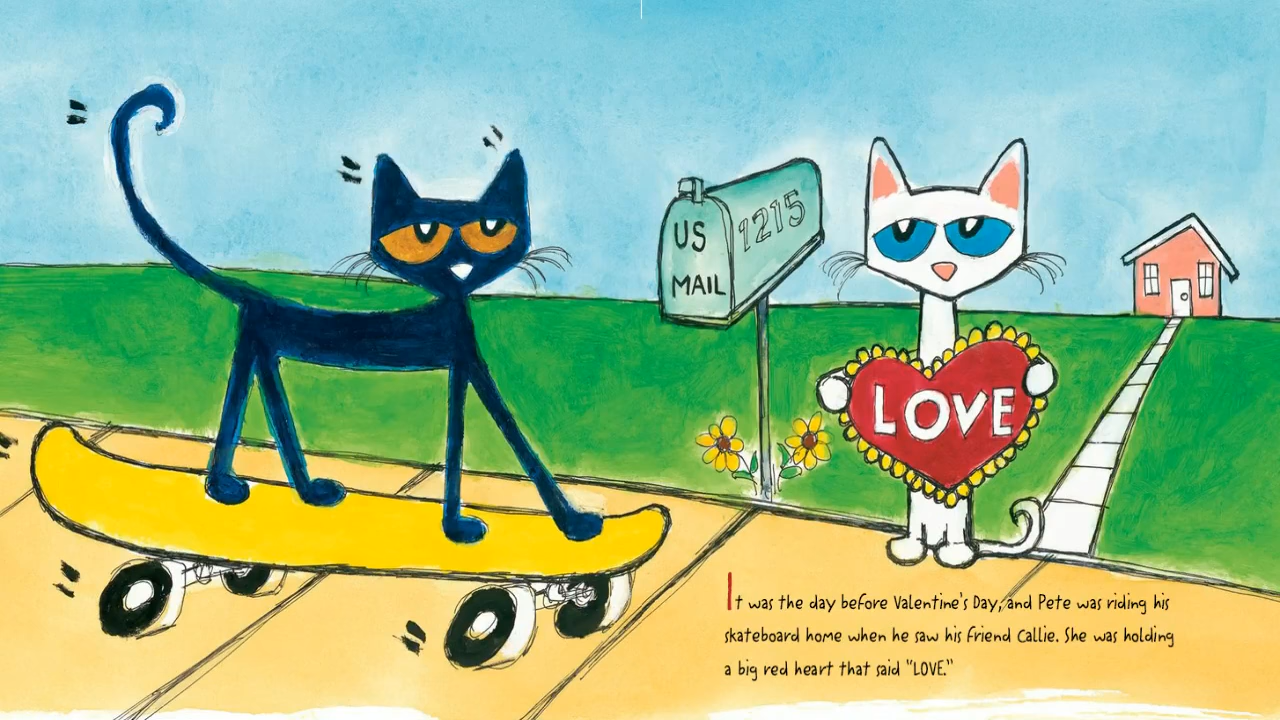 US
MAIL
1215
LOVE
It was the day before Valentine's Day, and Pete was riding his
skateboard home when he saw his friend Callie. She was holding
a big red heart that said "LOVE."